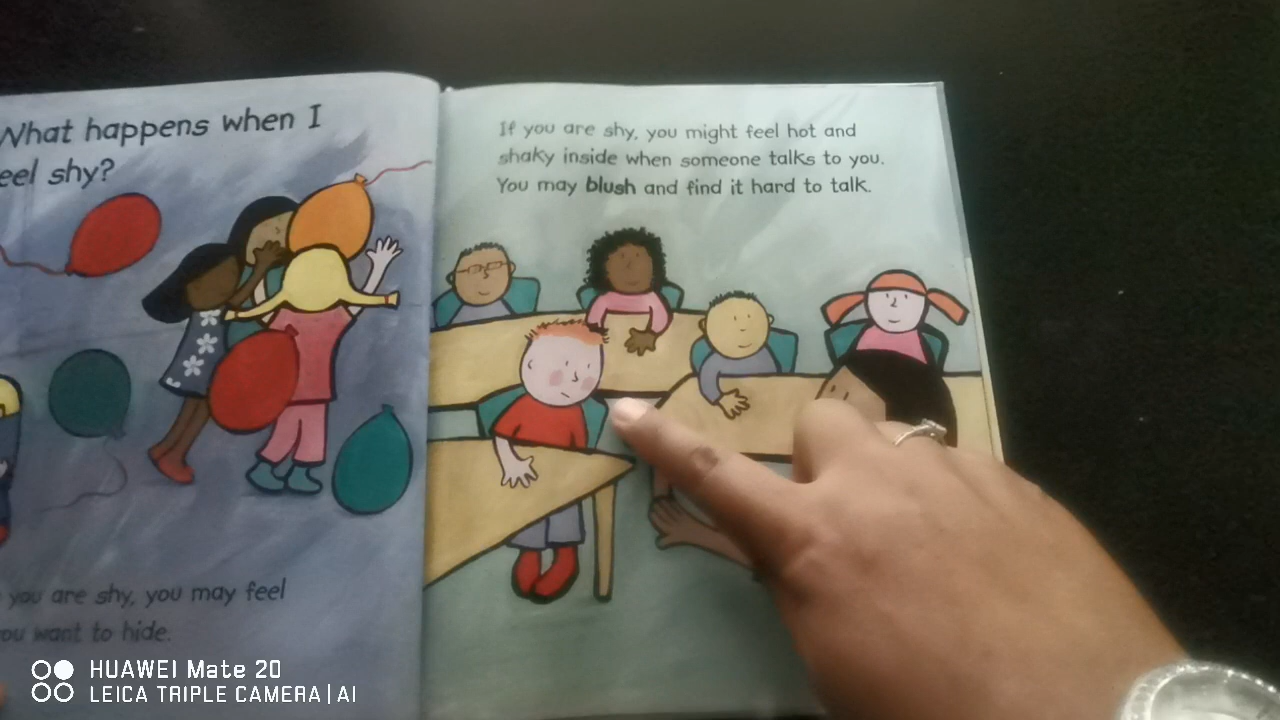 What happens when I
eel shy?
you are shy, you may feel
ou want to hide.
If you are shy, you might feel hot and
shaky inside when someone talks to you.
You may blush and find it hard to talk.
HUAWEI Mate 20
LEICA TRIPLE CAMERA | AI